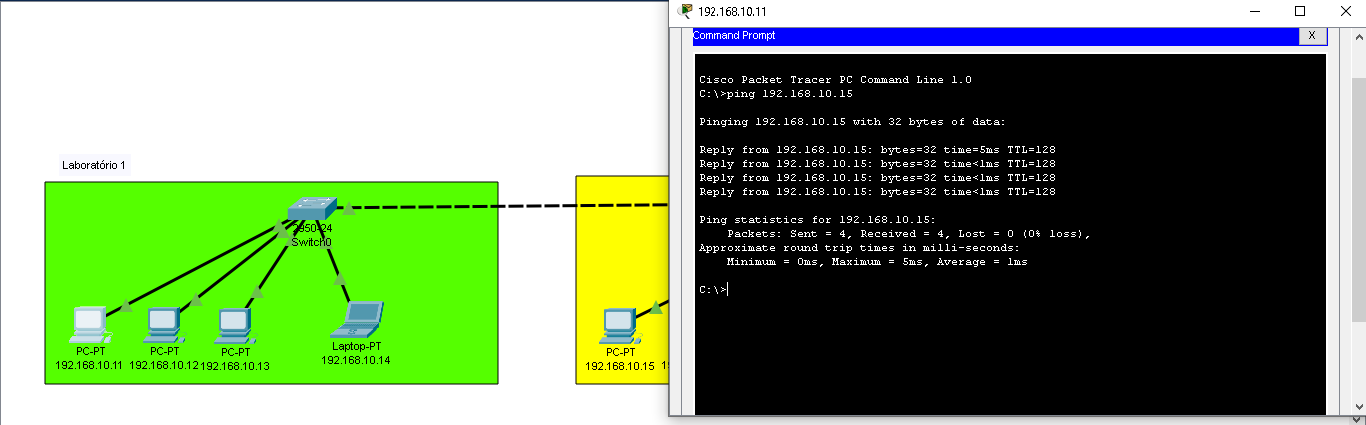 192.168.10.11
Command Prompt
X
Cisco Packet Tracer PC Command Line 1.0
C:\>ping 192.168.10.15
Pinging 192.168.10.15 with 32 bytes of data:
Reply from 192.168.10.15: bytes=32 time=5ms TTL=128
Reply from 192.168.10.15: bytes=32 time<1ms TTL=128
Reply from 192.168.10.15: bytes=32 time<1ms TTL=128
Reply from 192.168.10.15: bytes=32 time<1ms TTL=128
Ping statistics for 192.168.10.15:
Packets: Sent = 4, Received = 4, Lost = 0 (0% loss),
Approximate round trip times in milli-seconds:
Minimum = 0ms, Maximum = 5ms, Average = 1ms
C:\>
Laboratório 1
2950-24
Switch0
PC-PT
192.168.10.11
PC-PT
192.168.10.12
PC-PT
192.168.10.13
Laptop-PT
192.168.10.14
PC-PT
192.168.10.15